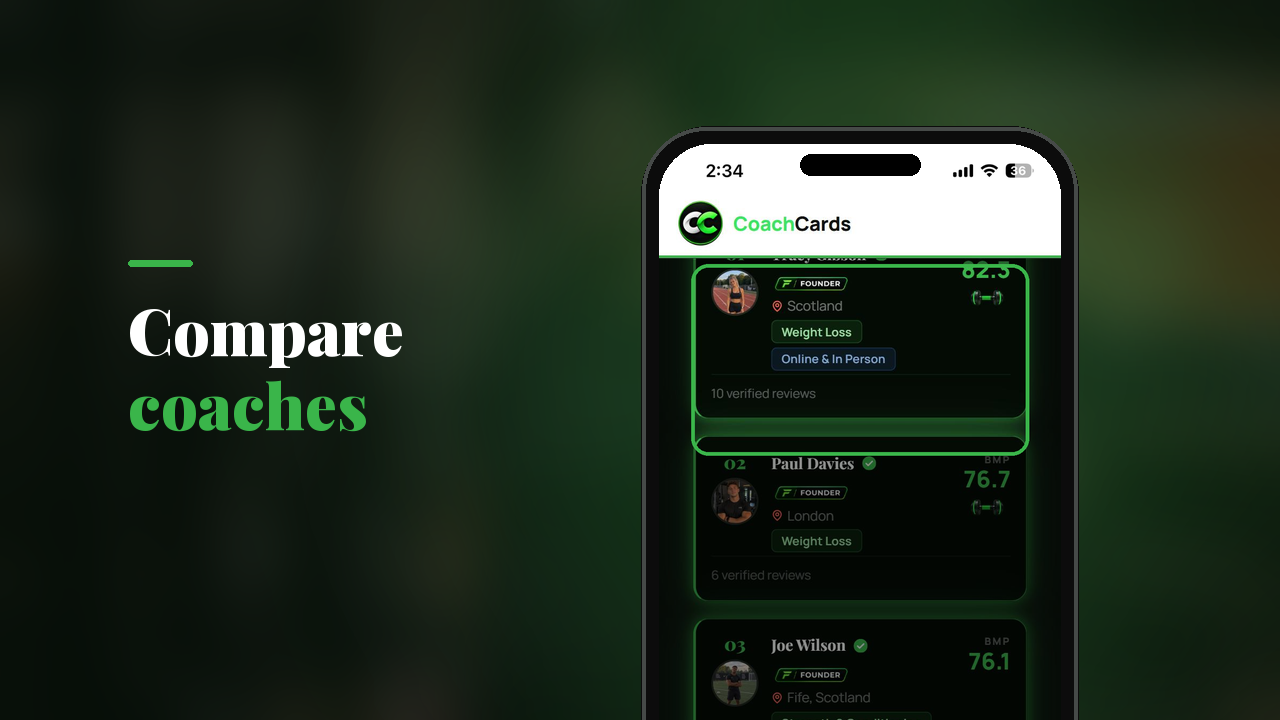 Compare
coaches
2:34
36
CC
CoachCards
82.3
FOUNDER
Scotland
Weight Loss
Online & In Person
10 verified reviews
02
Paul Davies
BMP
76.7
FOUNDER
London
Weight Loss
6 verified reviews
03
Joe Wilson
BMP
76.1
FOUNDER
Fife, Scotland